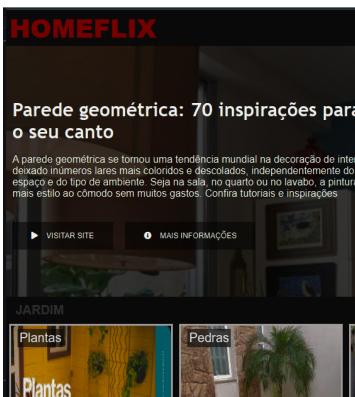 HOMEFLIX
Parede geométrica: 70 inspirações para
o seu canto
A parede geométrica se tornou uma tendência mundial na decoração de inter
deixado inúmeros lares mais coloridos e descolados, independentemente do
espaço e do tipo de ambiente. Seja na sala, no quarto ou no lavabo, a pintura
mais estilo ao cômodo sem muitos gastos. Confira tutoriais e inspirações
VISITAR SITE
MAIS INFORMAÇÕES
JARDIM
Plantas
Pedras
Plantas